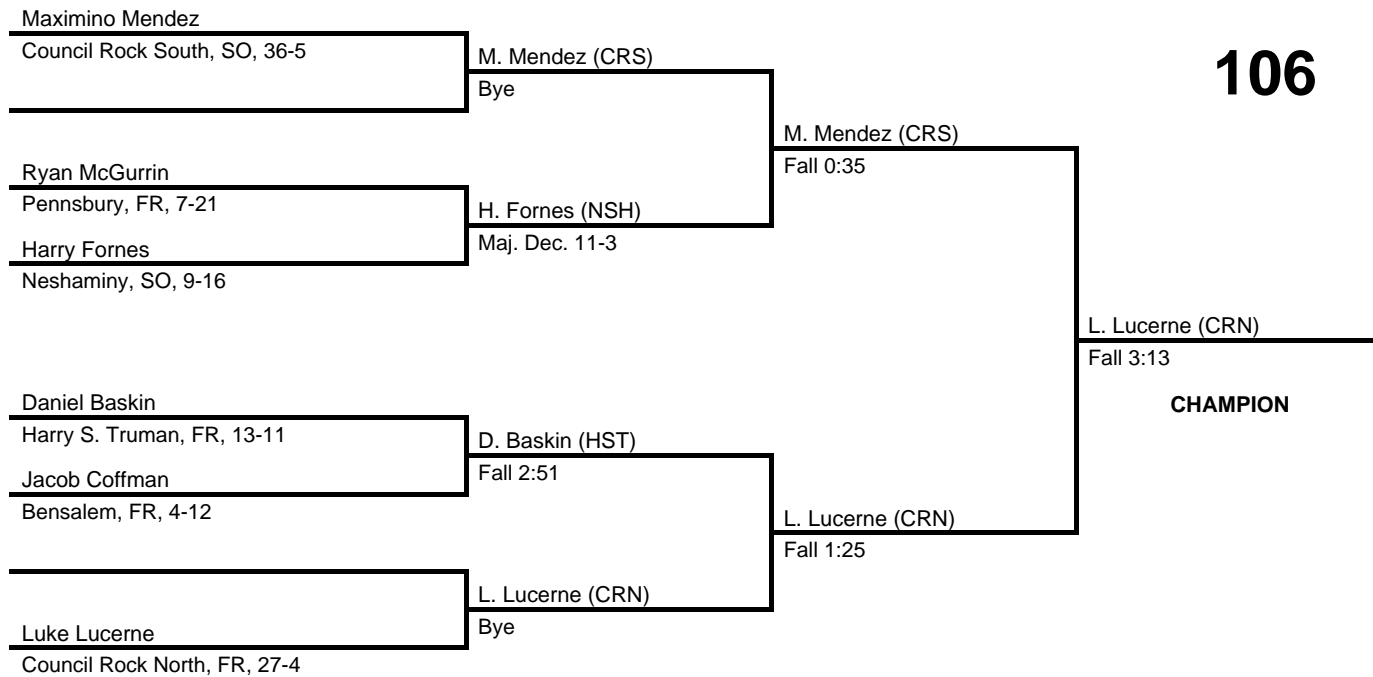 Maximino Mendez
Council Rock South, SO, 36-5
M. Mendez (CRS)
Bye
106
M. Mendez (CRS)
Fall 0:35
Ryan McGurrin
Pennsbury, FR, 7-21
H. Fornes (NSH)
Maj. Dec. 11-3
Harry Fornes
Neshaminy, SO, 9-16
L. Lucerne (CRN)
Fall 3:13
CHAMPION
Daniel Baskin
Harry S. Truman, FR, 13-11
D. Baskin (HST)
Fall 2:51
Jacob Coffman
Bensalem, FR, 4-12
L. Lucerne (CRN)
Fall 1:25
L. Lucerne (CRN)
Bye
Luke Lucerne
Council Rock North, FR, 27-4